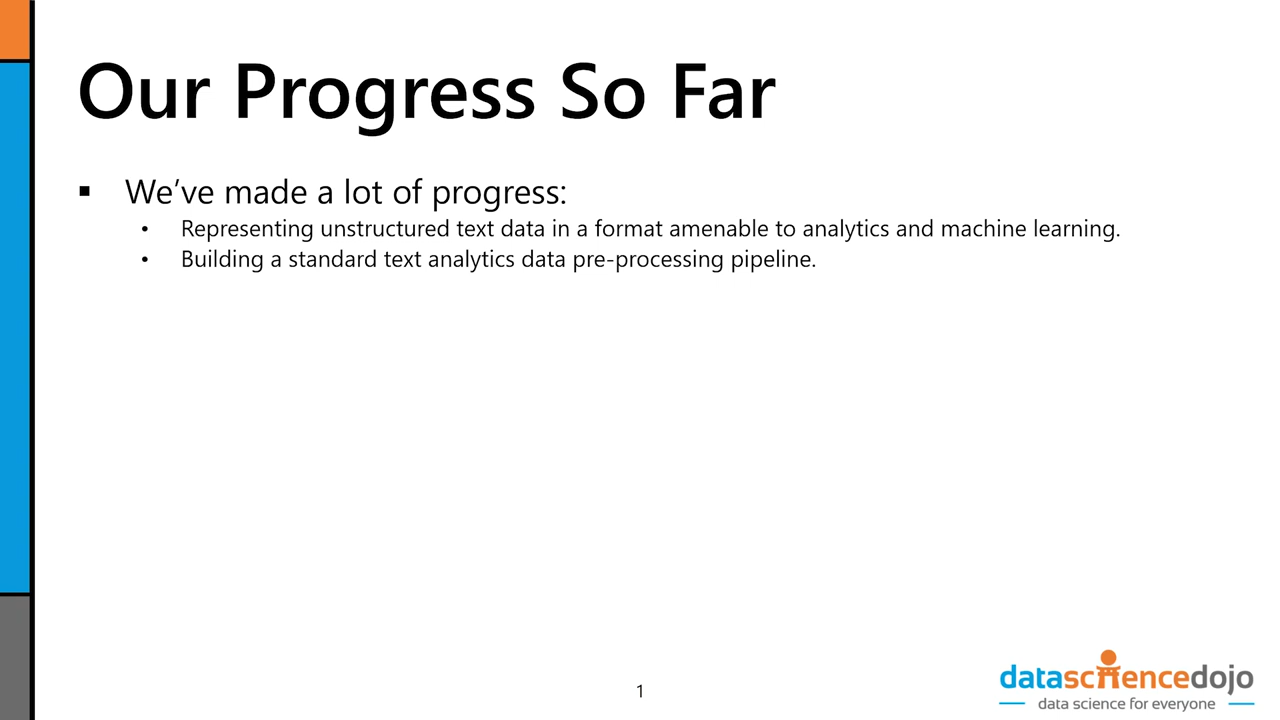 Our Progress So Far
▪ We've made a lot of progress:
• Representing unstructured text data in a format amenable to analytics and machine learning.
• Building a standard text analytics data pre-processing pipeline.
1
datasciencedojo
data science for everyone